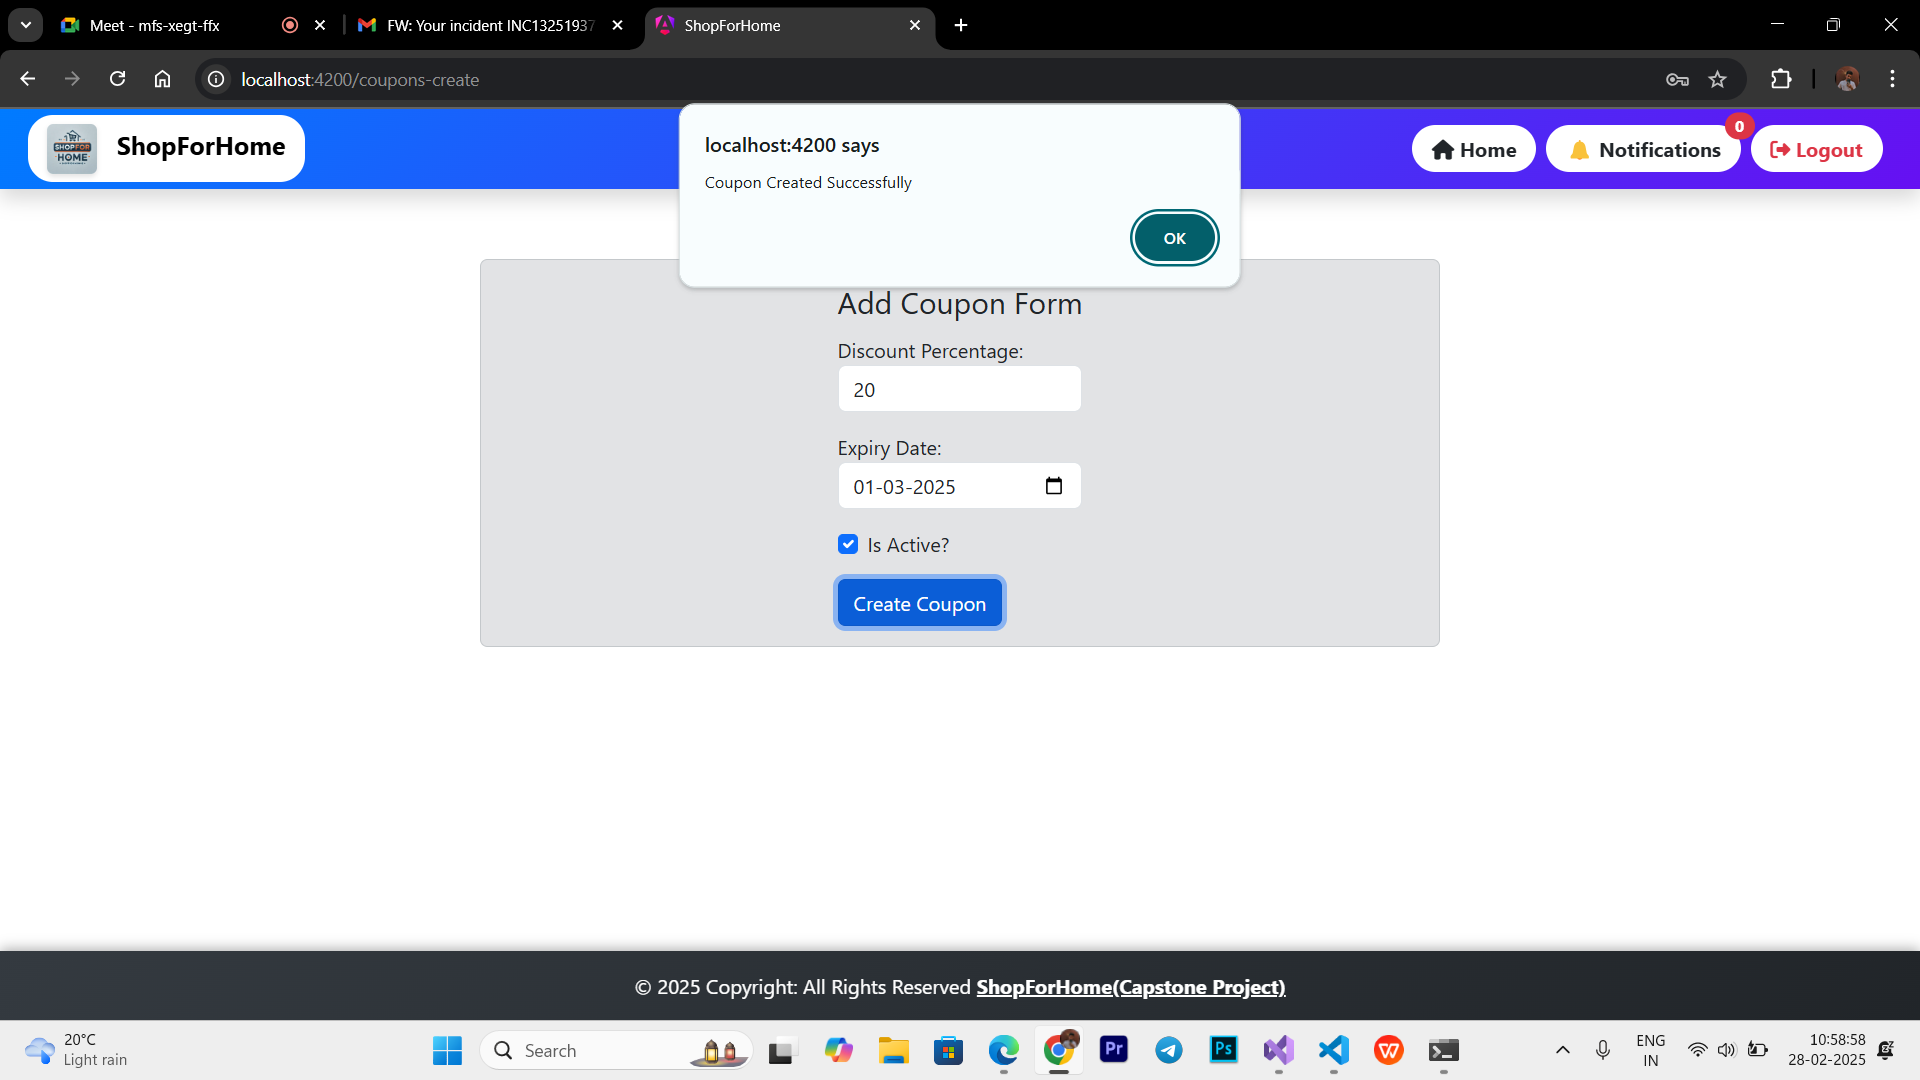 Meet - mfs-xegt-ffx
FW: Your incident INC13251937
ShopForHome
localhost:4200/coupons-create
SHOPFOR
HOME
ShopForHome
localhost:4200 says
Coupon Created Successfully
OK
Home
Notifications
0
Logout
Add Coupon Form
Discount Percentage:
20
Expiry Date:
01-03-2025
Is Active?
Create Coupon
© 2025 Copyright: All Rights Reserved ShopForHome(Capstone Project)
20°C
Light rain
Search
Pr
Ps
ENG
IN
10:58:58
28-02-2025